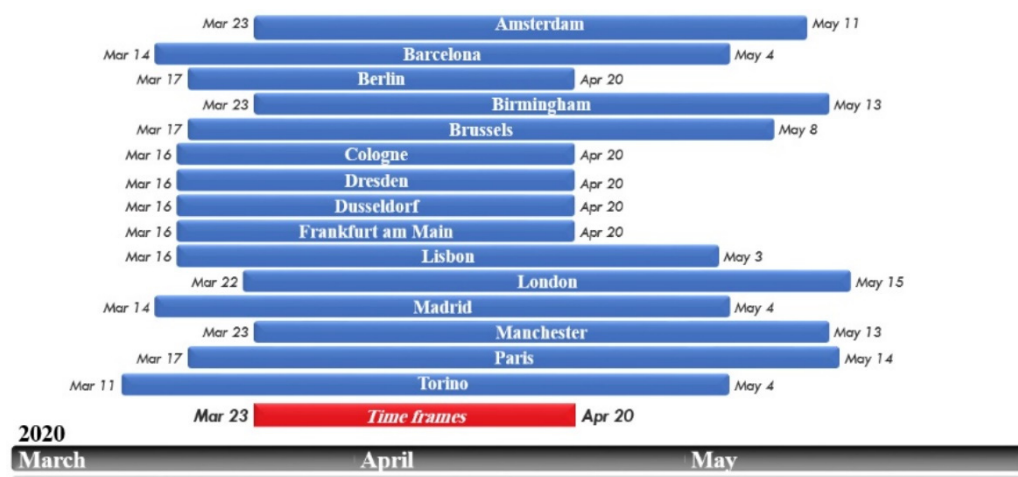 Mar 23 Amsterdam May 11
Mar 14 Barcelona May 4
Mar 17 Berlin Apr 20
Mar 23 Birmingham May 13
Mar 17 Brussels May 8
Mar 16 Cologne Apr 20
Mar 16 Dresden Apr 20
Mar 16 Dusseldorf Apr 20
Mar 16 Frankfurt am Main Apr 20
Mar 16 Lisbon May 3
Mar 22 London May 15
Mar 14 Madrid May 4
Mar 23 Manchester May 13
Mar 17 Paris May 14
Mar 11 Torino May 4
Mar 23 Time frames Apr 20
2020
March April May